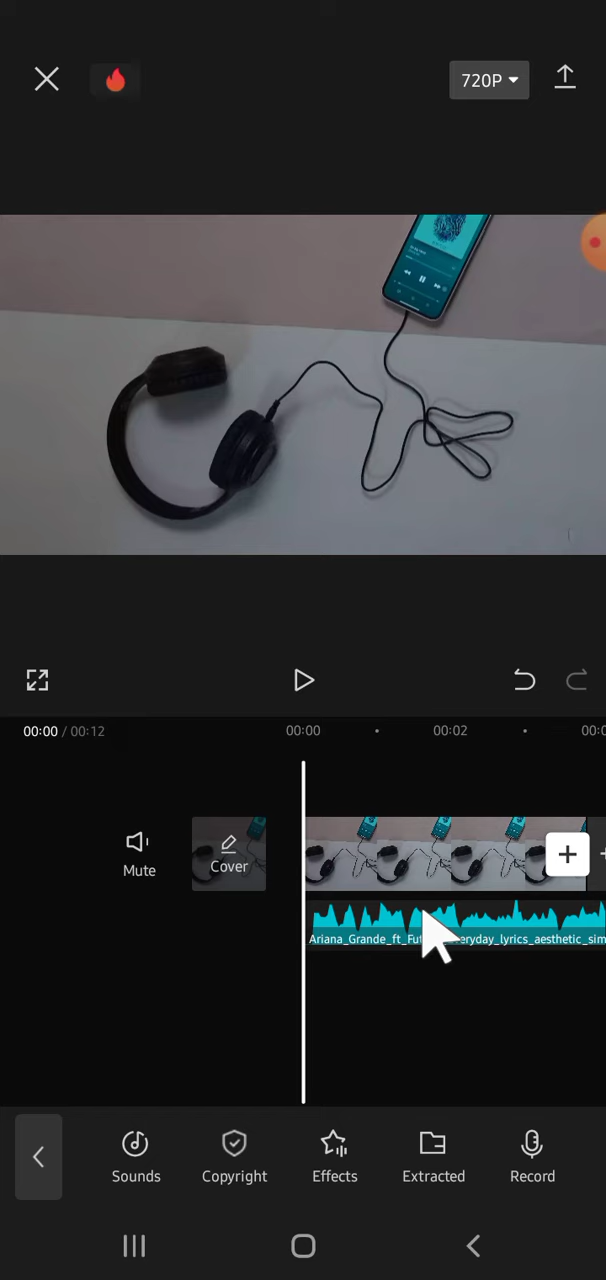 720P
00:00 / 00:12
00:00
00:02
Mute
Cover
Ariana_Grande_ft_Fu
eryday_lyrics_aesthetic_sim
Sounds
Copyright
Effects
Extracted
Record